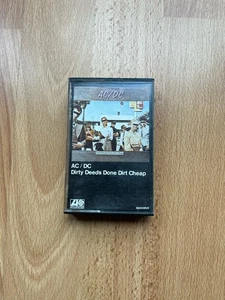 AC/DC
AC / DC
Dirty Deeds Done Dirt Cheap